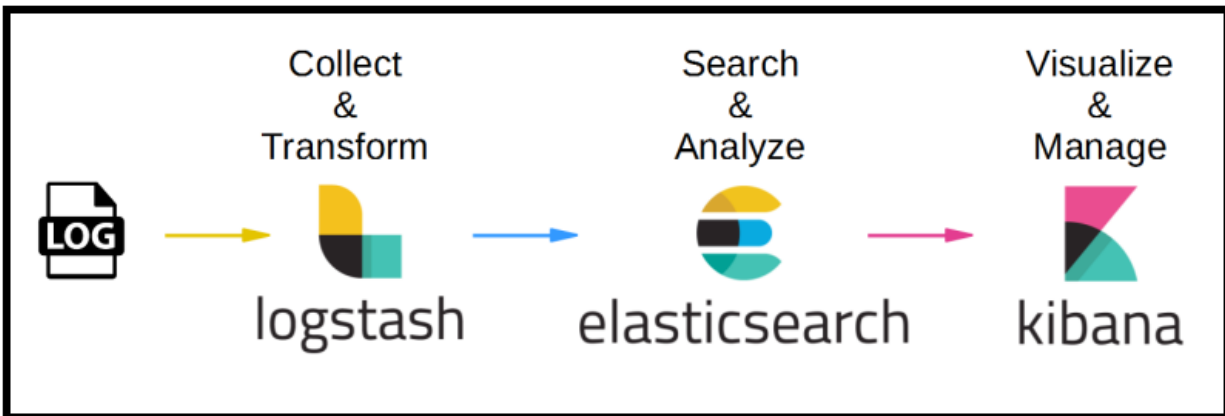 Collect
&
Transform
Search
&
Analyze
Visualize
&
Manage
LOG
logstash
elasticsearch
kibana